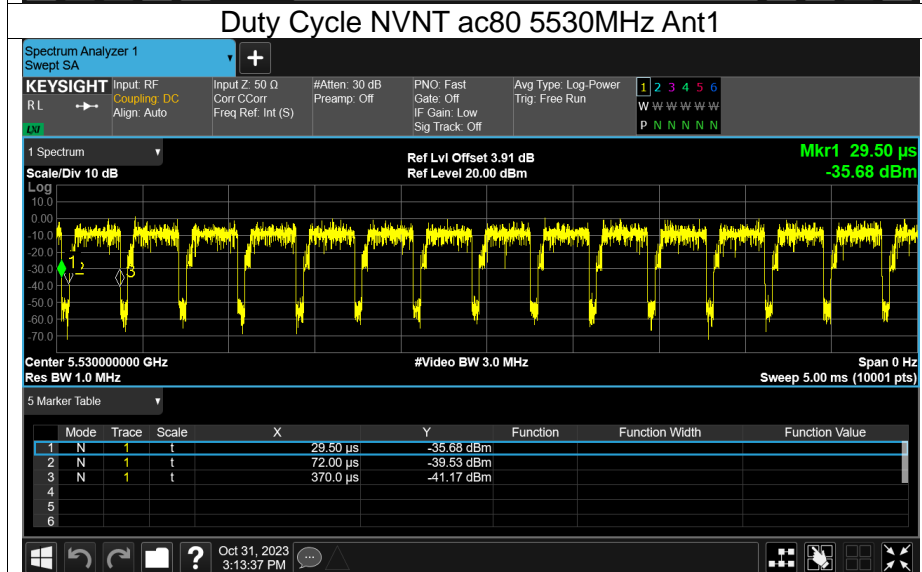 Duty Cycle NVNT ac80 5530MHz Ant1
Spectrum Analyzer 1
Swept SA
+
KEYSIGHT Input: RF Input Z: 50 Ω #Atten: 30 dB PNO: Fast Avg Type: Log-Power 1 2 3 4 5 6
RL Coupling: DC Corr CCorr Preamp: Off Gate: Off Trig: Free Run W W W W W W
Align: Auto Freq Ref: Int (S) IF Gain: Low
LXI Sig Track: Off P N N N N N
1 Spectrum Ref Lvl Offset 3.91 dB Mkr1 29.50 µs
Scale/Div 10 dB Ref Level 20.00 dBm -35.68 dBm
Log
10.0
0.00
-10.0
-20.0
1 2 3
-30.0
-40.0
-50.0
-60.0
-70.0
Center 5.530000000 GHz #Video BW 3.0 MHz Span 0 Hz
Res BW 1.0 MHz Sweep 5.00 ms (10001 pts)
5 Marker Table
Mode Trace Scale X Y Function Function Width Function Value
1 N 1 t 29.50 µs -35.68 dBm
2 N 1 t 72.00 µs -39.53 dBm
3 N 1 t 370.0 µs -41.17 dBm
4
5
6
? Oct 31, 2023
3:13:37 PM